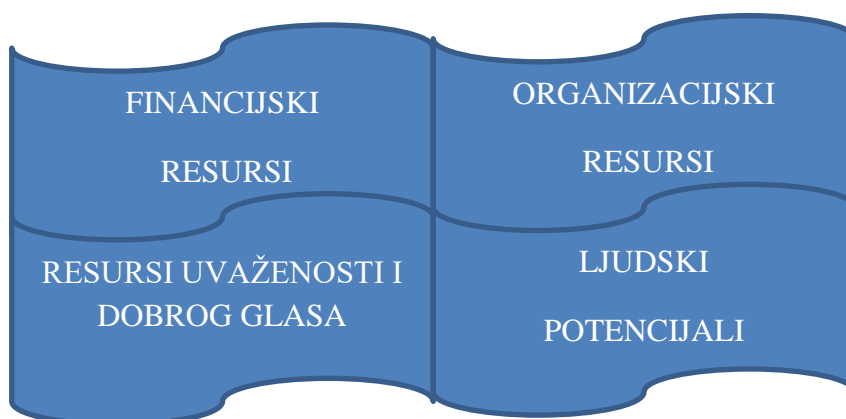 FINANCIJSKI
RESURSI
ORGANIZACIJSKI
RESURSI
RESURSI UVAŽENOSTI I
DOBROG GLASA
LJUDSKI
POTENCIJALI